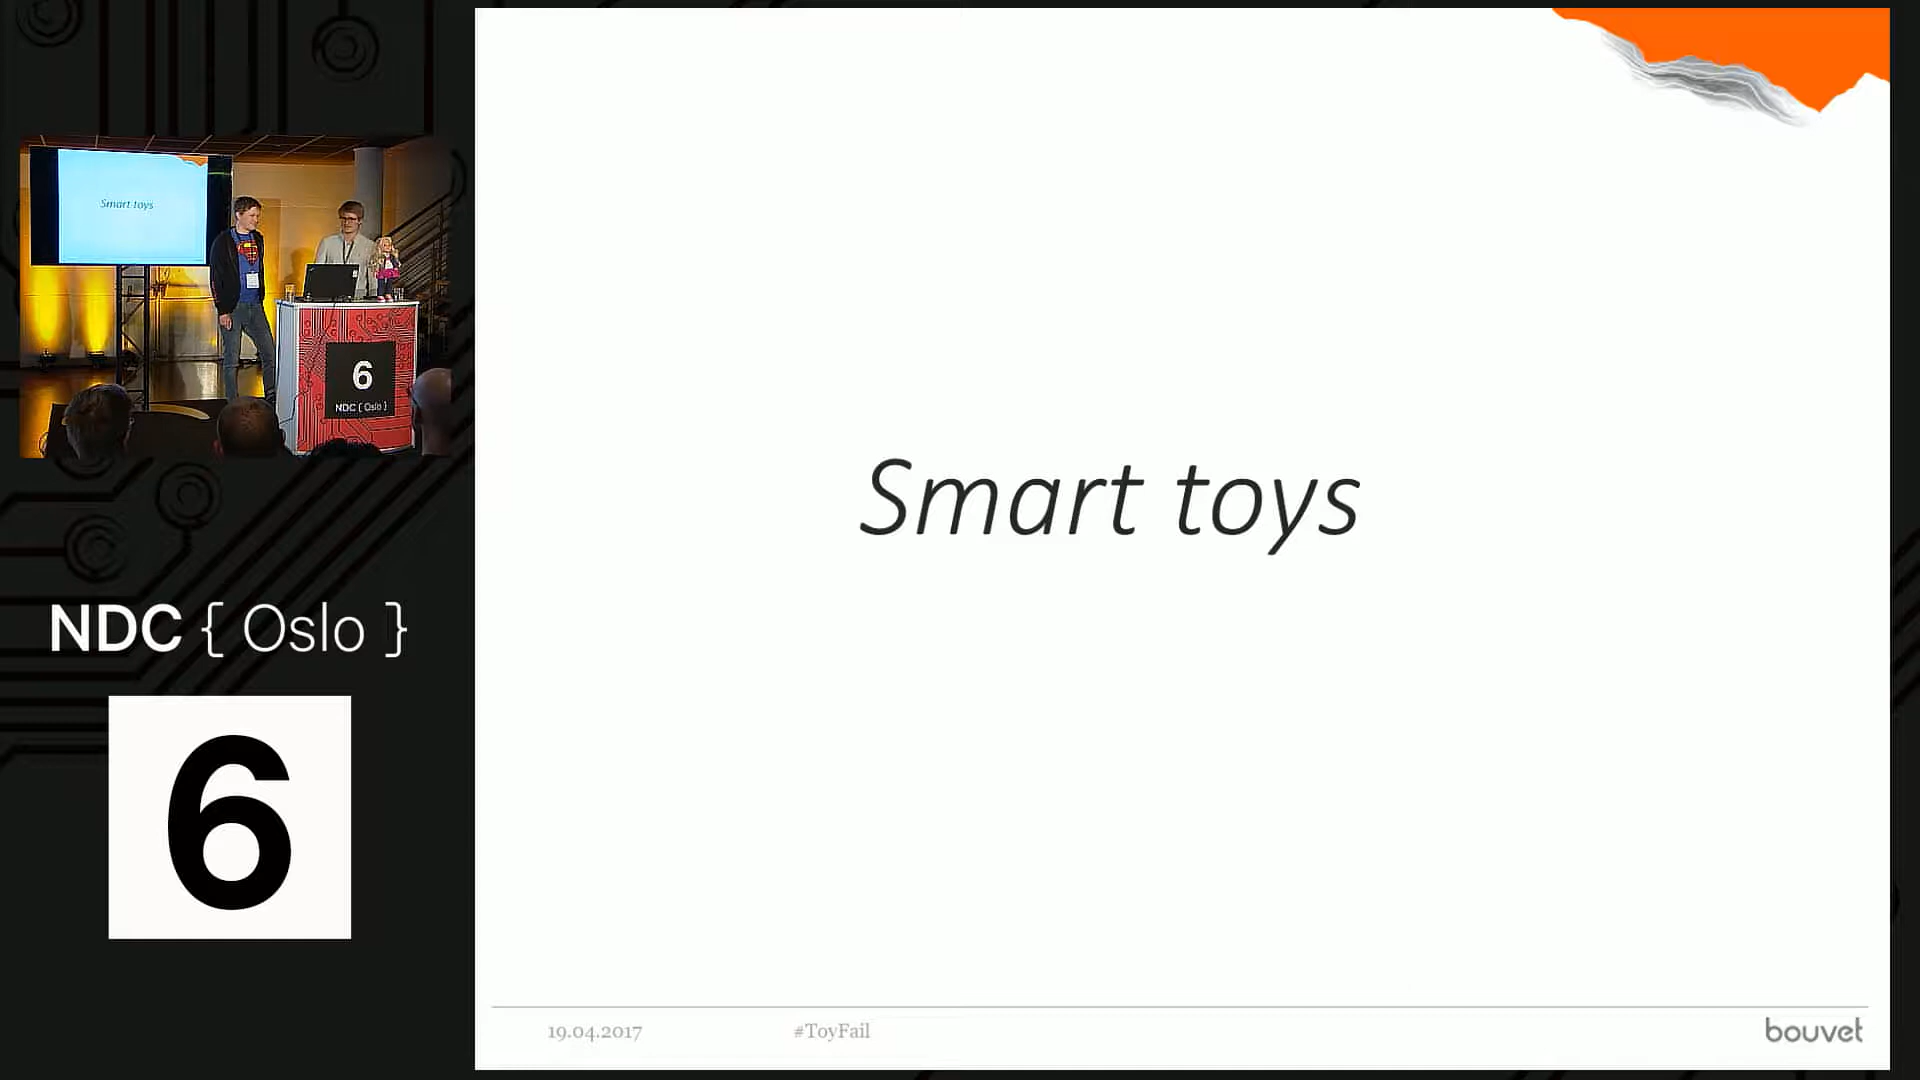 Smart toys
6
NDC { Oslo }
NDC { Oslo }
6
Smart toys
19.04.2017
#ToyFail
bouvet